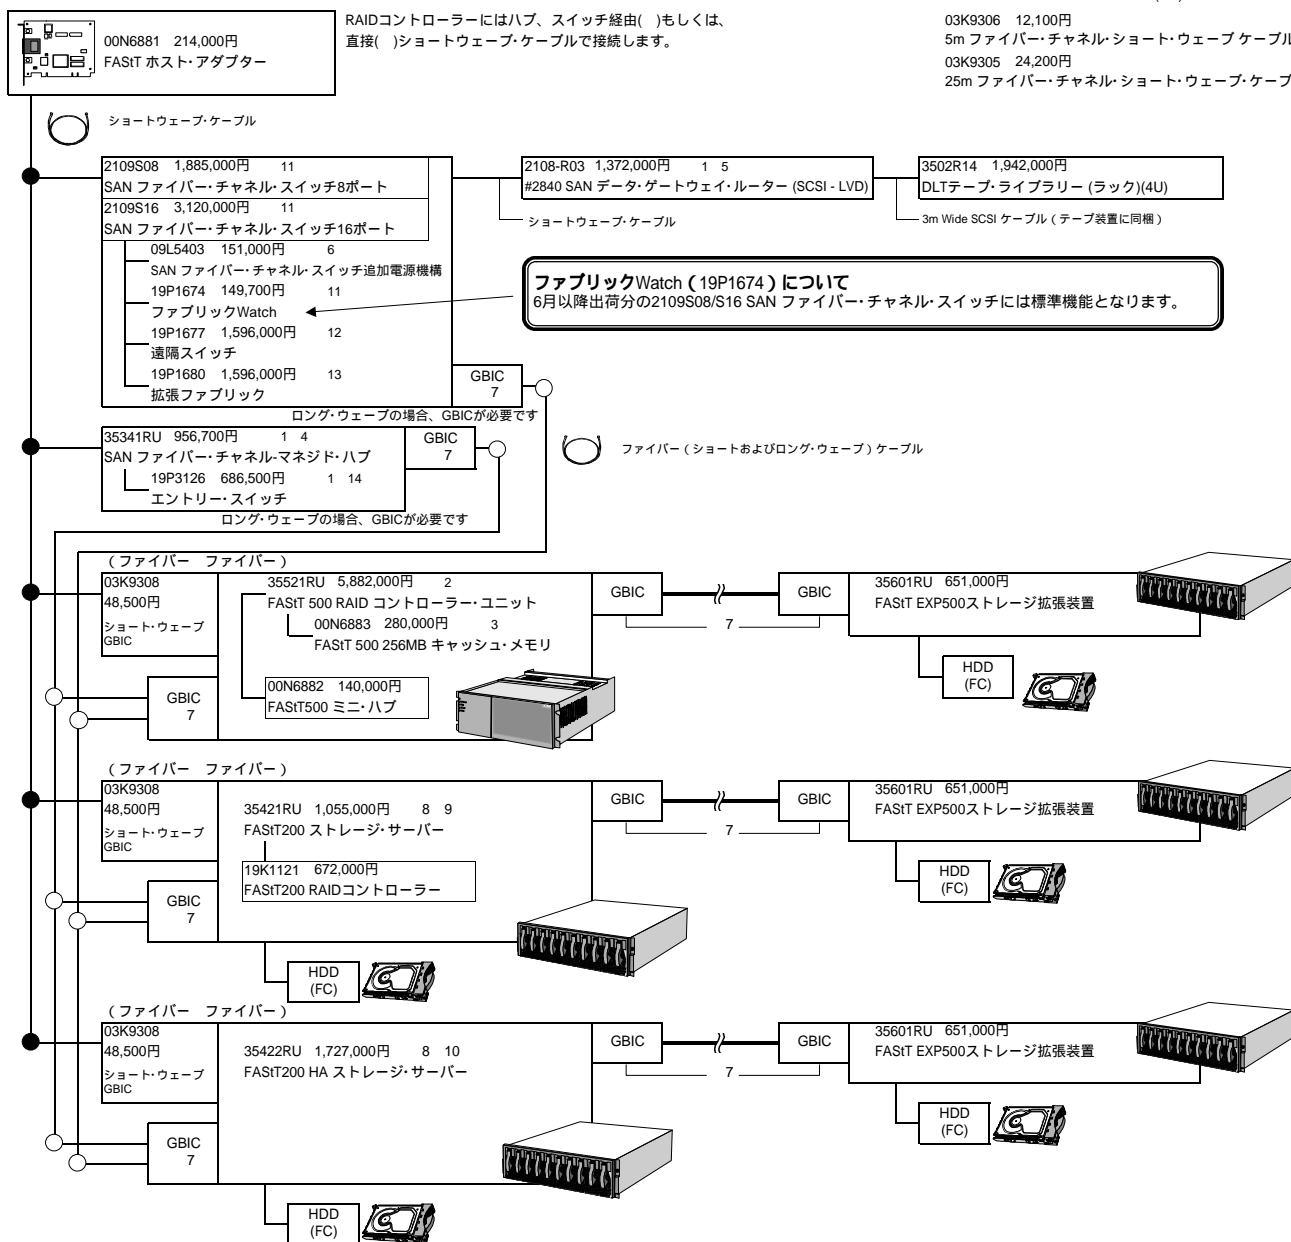 00N6881 214,000円
FAStT ホスト・アダプター
RAIDコントローラーにはハブ、スイッチ経由( )もしくは、
直接( )ショートウェーブ・ケーブルで接続します。
03K9306 12,100円
5m ファイバー・チャネル・ショート・ウェーブ ケーブル
03K9305 24,200円
25m ファイバー・チャネル・ショート・ウェーブ・ケーブ
ショートウェーブ・ケーブル
2109S08 1,885,000円 11
SAN ファイバー・チャネル・スイッチ8ポート
2109S16 3,120,000円 11
SAN ファイバー・チャネル・スイッチ16ポート
09L5403 151,000円 6
SAN ファイバー・チャネル・スイッチ追加電源機構
19P1674 149,700円 11
ファブリックWatch
19P1677 1,596,000円 12
遠隔スイッチ
19P1680 1,596,000円 13
拡張ファブリック
GBIC
7
ロング・ウェーブの場合、GBICが必要です
2108-R03 1,372,000円 1 5
#2840 SAN データ・ゲートウェイ・ルーター (SCSI - LVD)
ショートウェーブ・ケーブル
3502R14 1,942,000円
DLTテープ・ライブラリー (ラック)(4U)
3m Wide SCSI ケーブル（テープ装置に同梱）
ファブリックWatch（19P1674）について
6月以降出荷分の2109S08/S16 SAN ファイバー・チャネル・スイッチには標準機能となります。
35341RU 956,700円 1 4
SAN ファイバー・チャネル-マネジド・ハブ
19P3126 686,500円 1 14
エントリー・スイッチ
GBIC
7
ロング・ウェーブの場合、GBICが必要です
ファイバー（ショートおよびロング・ウェーブ）ケーブル
（ファイバー ファイバー）
03K9308
48,500円
ショート・ウェーブ
GBIC
GBIC
7
35521RU 5,882,000円 2
FAStT 500 RAID コントローラー・ユニット
00N6883 280,000円 3
FAStT 500 256MB キャッシュ・メモリ
00N6882 140,000円
FAStT500 ミニ・ハブ
GBIC
GBIC
7
35601RU 651,000円
FAStT EXP500ストレージ拡張装置
HDD
(FC)
（ファイバー ファイバー）
03K9308
48,500円
ショート・ウェーブ
GBIC
GBIC
7
35421RU 1,055,000円 8 9
FAStT200 ストレージ・サーバー
19K1121 672,000円
FAStT200 RAIDコントローラー
HDD
(FC)
GBIC
GBIC
7
35601RU 651,000円
FAStT EXP500ストレージ拡張装置
HDD
(FC)
（ファイバー ファイバー）
03K9308
48,500円
ショート・ウェーブ
GBIC
GBIC
7
35422RU 1,727,000円 8 10
FAStT200 HA ストレージ・サーバー
HDD
(FC)
GBIC
GBIC
7
35601RU 651,000円
FAStT EXP500ストレージ拡張装置
HDD
(FC)